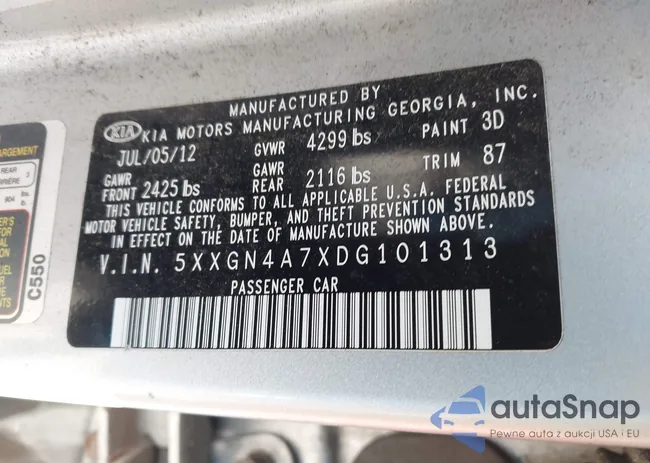 MANUFACTURED BY
KIA KIA MOTORS MANUFACTURING GEORGIA, INC.
JUL/05/12 GVWR 4299 lbs PAINT 3D
GAWR FRONT 2425 lbs GAWR REAR 2116 lbs TRIM 87
THIS VEHICLE CONFORMS TO ALL APPLICABLE U.S.A. FEDERAL
MOTOR VEHICLE SAFETY, BUMPER, AND THEFT PREVENTION STANDARDS
IN EFFECT ON THE DATE OF MANUFACTURE SHOWN ABOVE.
V.I.N. 5XXGN4A7XDG101313
PASSENGER CAR
ARGEMENT
REAR
C550
autaSnap
Pewne auta z aukcji USA i EU